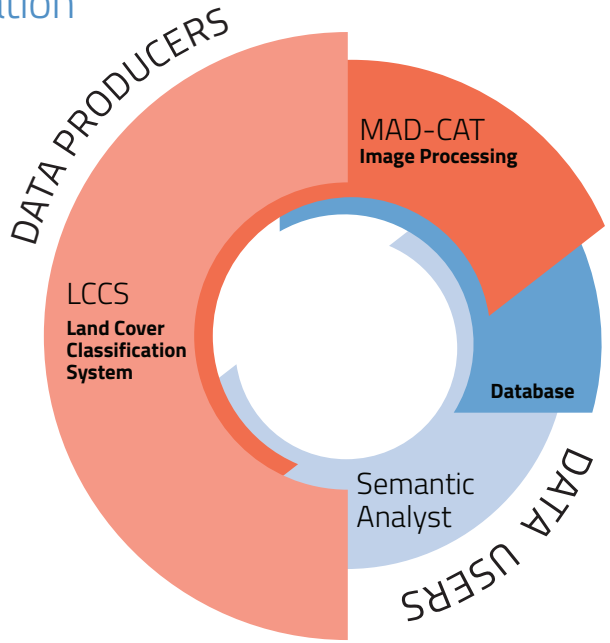 DATA PRODUCERS
MAD-CAT
Image Processing
LCCS
Land Cover
Classification
System
Database
Semantic
Analyst
DATA USERS